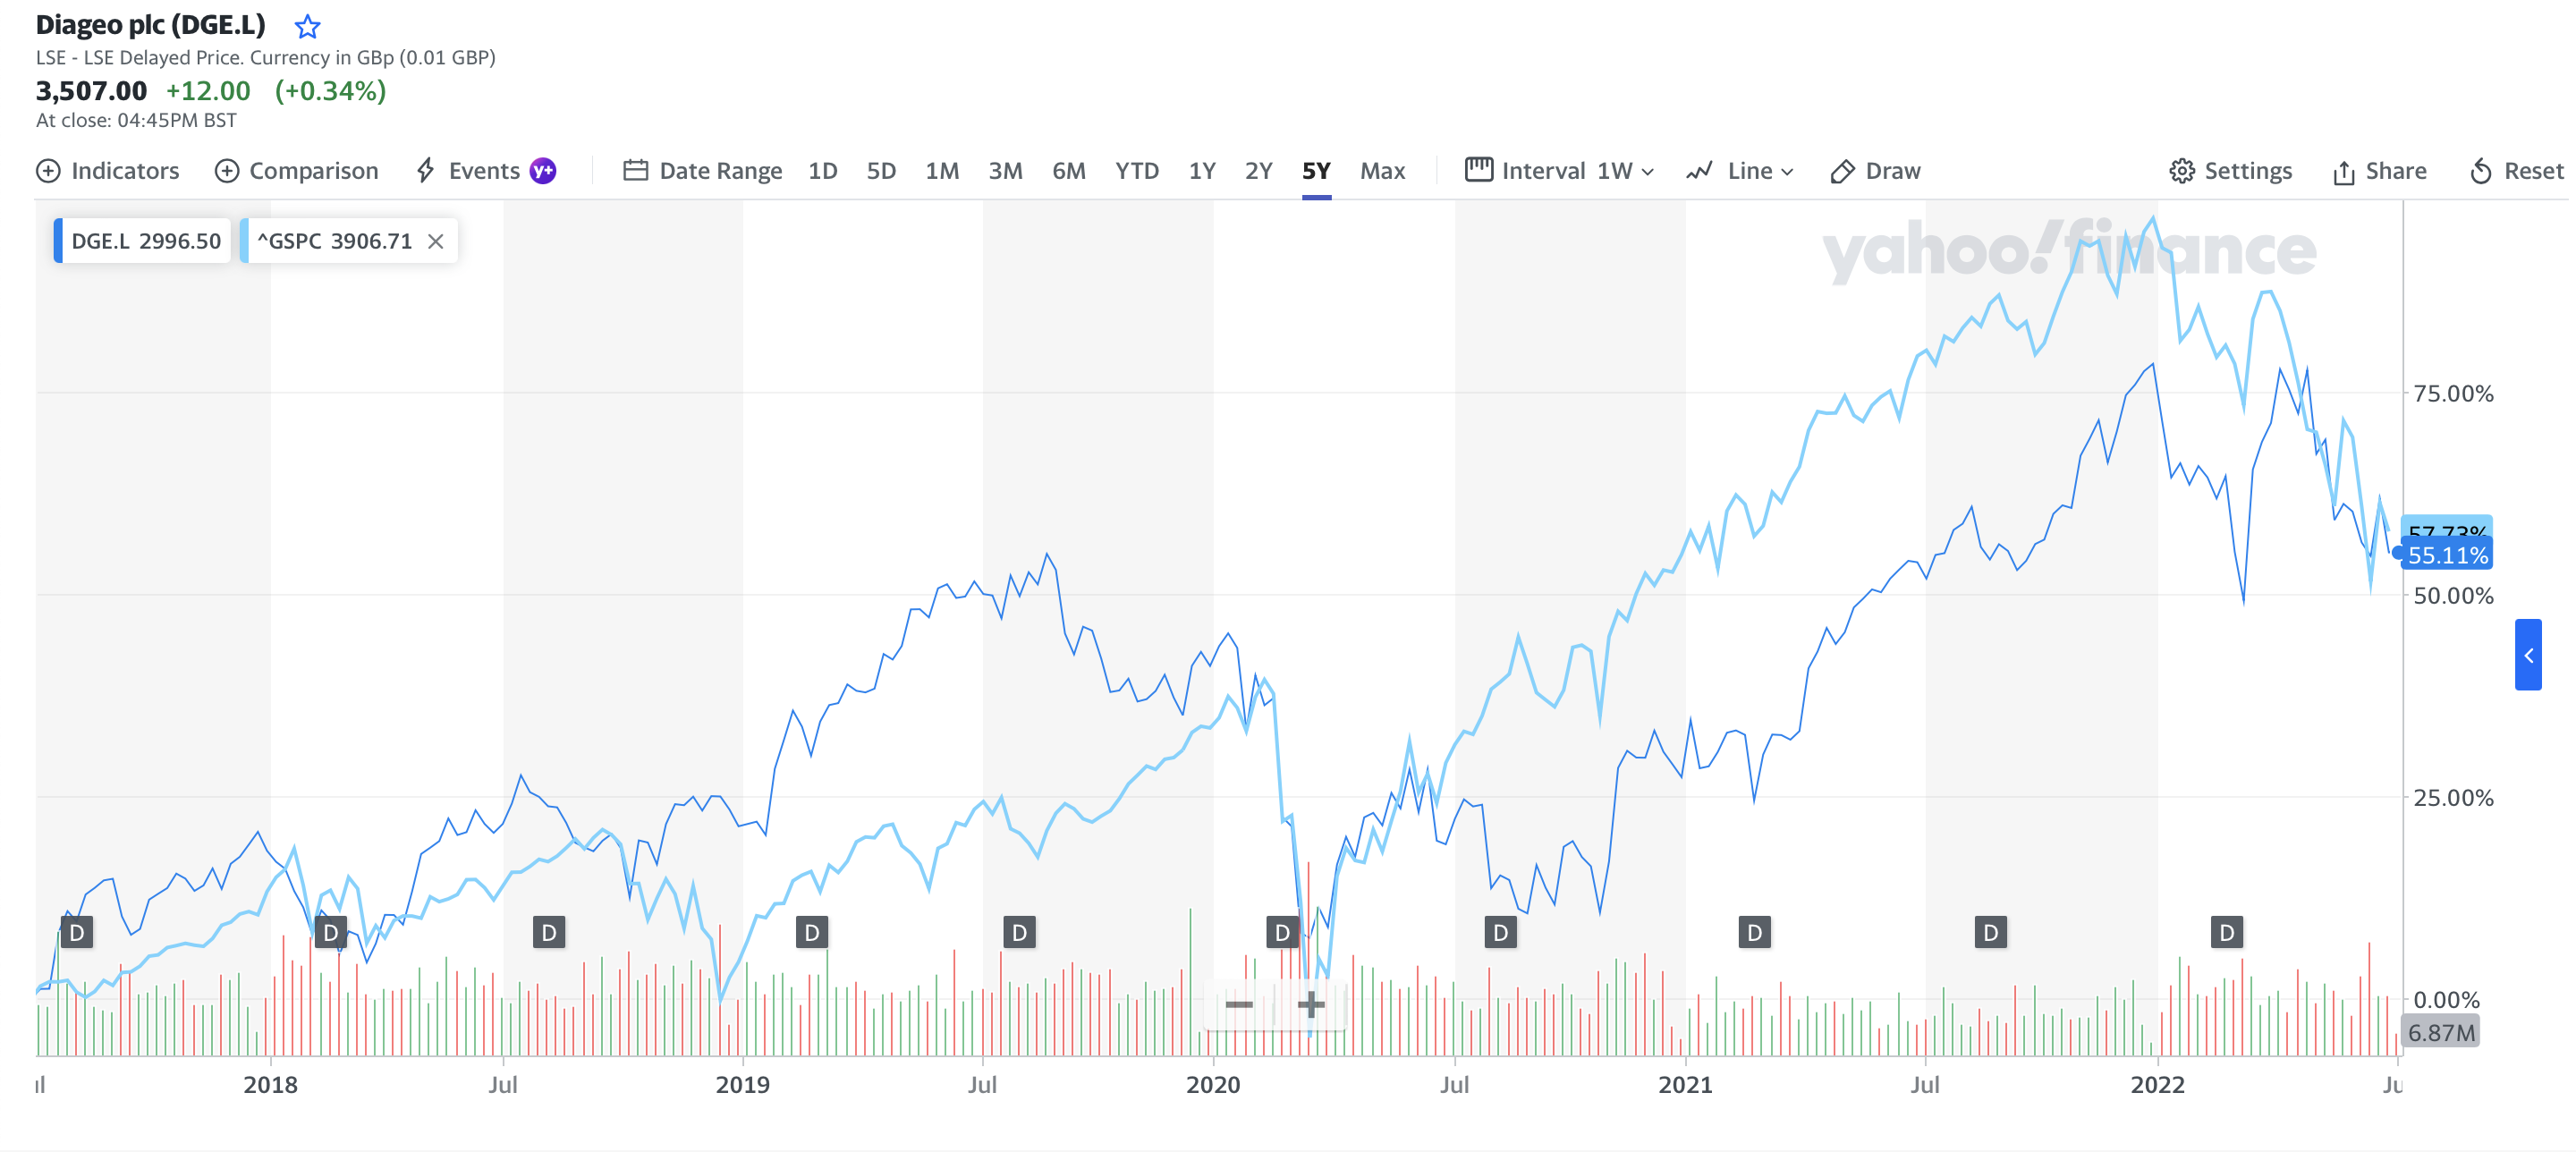 Diageo plc (DGE.L)
LSE - LSE Delayed Price. Currency in GBp (0.01 GBP)
3,507.00 +12.00 (+0.34%)
At close: 04:45PM BST
Indicators Comparison Events y+ Date Range 1D 5D 1M 3M 6M YTD 1Y 2Y 5Y Max Interval 1W Line Draw Settings Share Reset
DGE.L 2996.50 ^GSPC 3906.71
yahoo!finance
75.00%
57.73%
55.11%
50.00%
25.00%
D D D D D D D D D D
0.00%
6.87M
2018 Jul 2019 Jul 2020 Jul 2021 Jul 2022